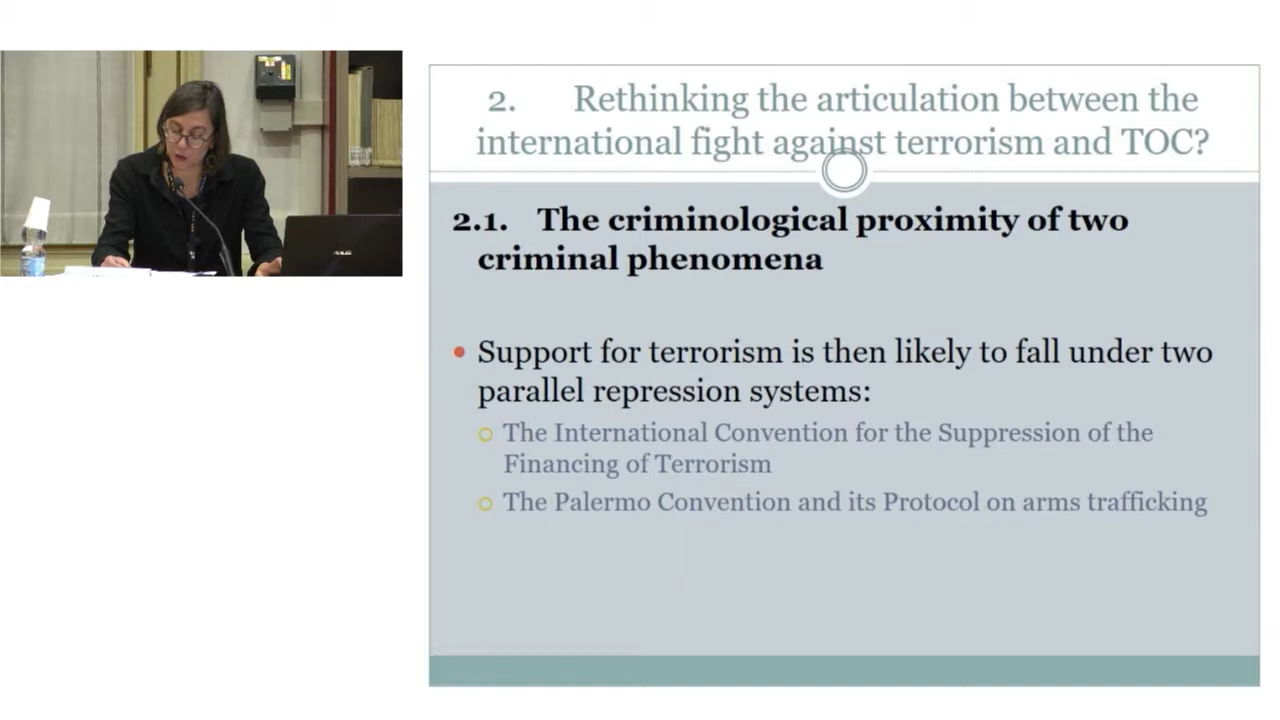 2. Rethinking the articulation between the
international fight against terrorism and TOC?
2.1. The criminological proximity of two
criminal phenomena
• Support for terrorism is then likely to fall under two
parallel repression systems:
The International Convention for the Suppression of the
Financing of Terrorism
The Palermo Convention and its Protocol on arms trafficking
ASUS